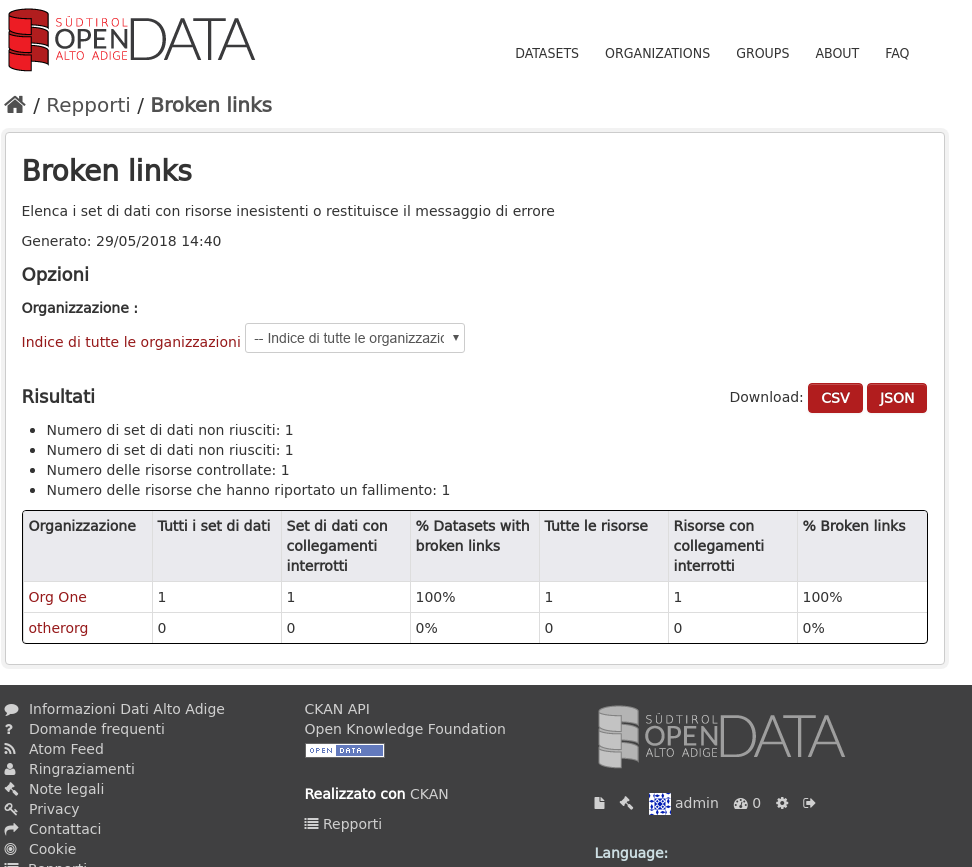 SÜDTIROL
OPENDATA
ALTO ADIGE
DATASETS ORGANIZATIONS GROUPS ABOUT FAQ
/ Repporti / Broken links
Broken links
Elenca i set di dati con risorse inesistenti o restituisce il messaggio di errore
Generato: 29/05/2018 14:40
Opzioni
Organizzazione :
Indice di tutte le organizzazioni -- Indice di tutte le organizzazio
Risultati Download: CSV JSON
Numero di set di dati non riusciti: 1
Numero di set di dati non riusciti: 1
Numero delle risorse controllate: 1
Numero delle risorse che hanno riportato un fallimento: 1
Organizzazione Tutti i set di dati Set di dati con collegamenti interrotti % Datasets with broken links Tutte le risorse Risorse con collegamenti interrotti % Broken links
Org One 1 1 100% 1 1 100%
otherorg 0 0 0% 0 0 0%
Informazioni Dati Alto Adige
Domande frequenti
Atom Feed
Ringraziamenti
Note legali
Privacy
Contattaci
Cookie
Repporti
CKAN API
Open Knowledge Foundation
OPEN DATA
Realizzato con CKAN
Repporti
SÜDTIROL
OPENDATA
ALTO ADIGE
admin 0
Language: